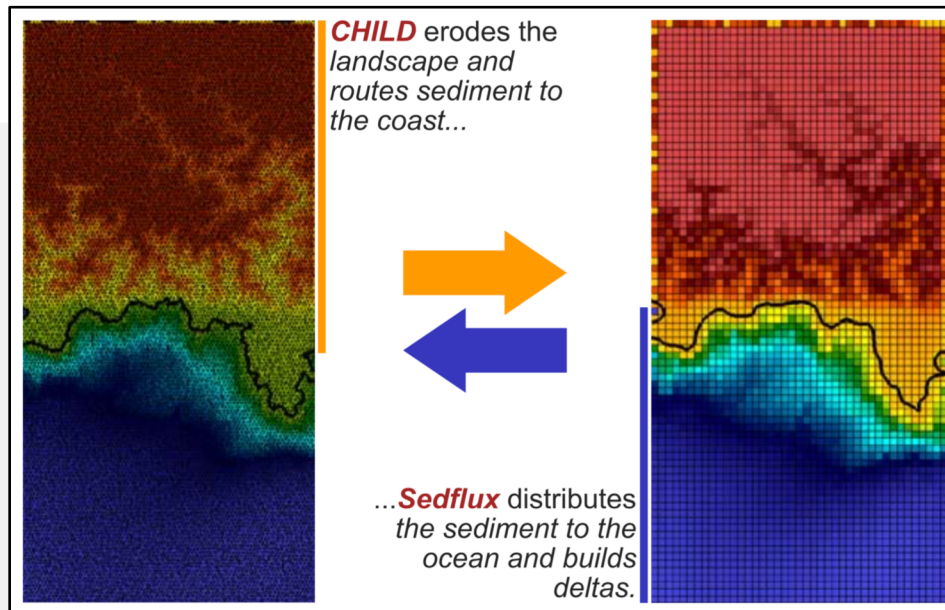 CHILD erodes the
landscape and
routes sediment to
the coast...
...Sedflux distributes
the sediment to the
ocean and builds
deltas.